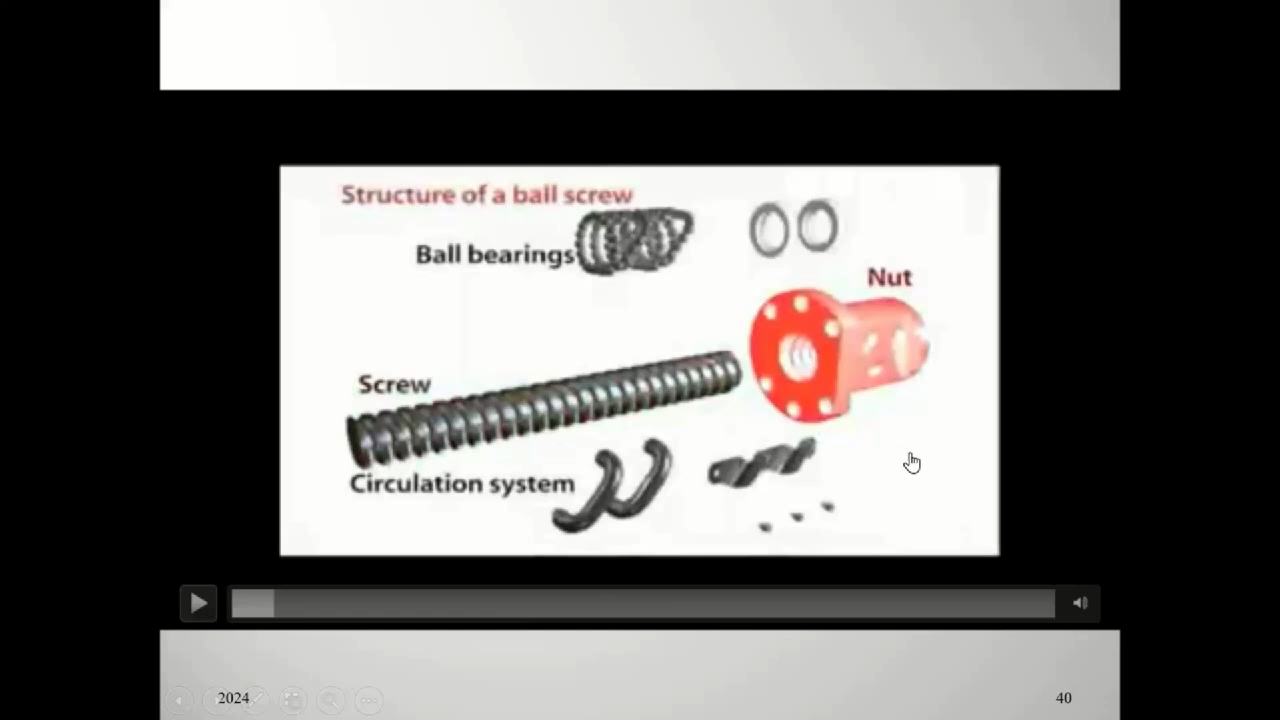 Structure of a ball screw
Ball bearings
Nut
Screw
Circulation system
2024
40